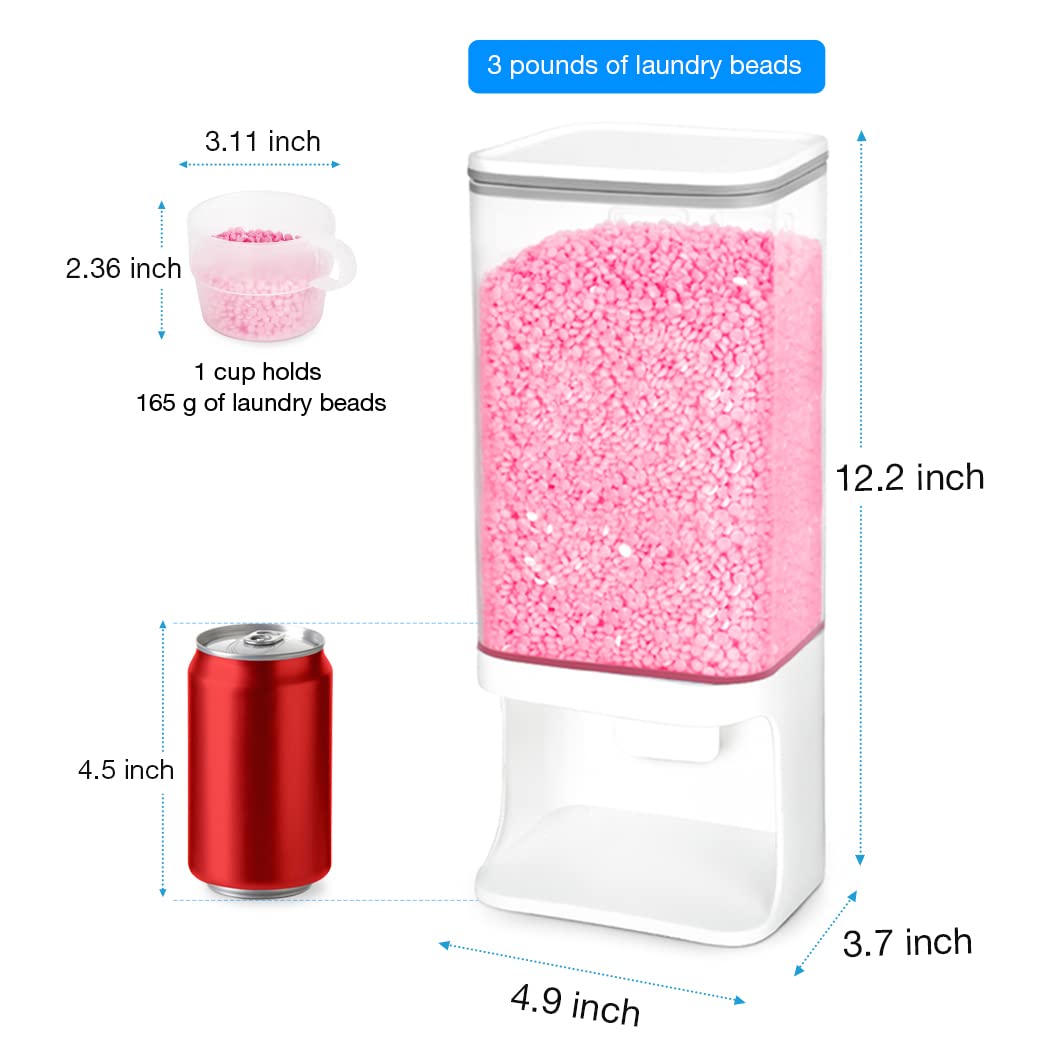 3 pounds of laundry beads
3.11 inch
2.36 inch
1 cup holds
165 g of laundry beads
12.2 inch
4.5 inch
3.7 inch
4.9 inch